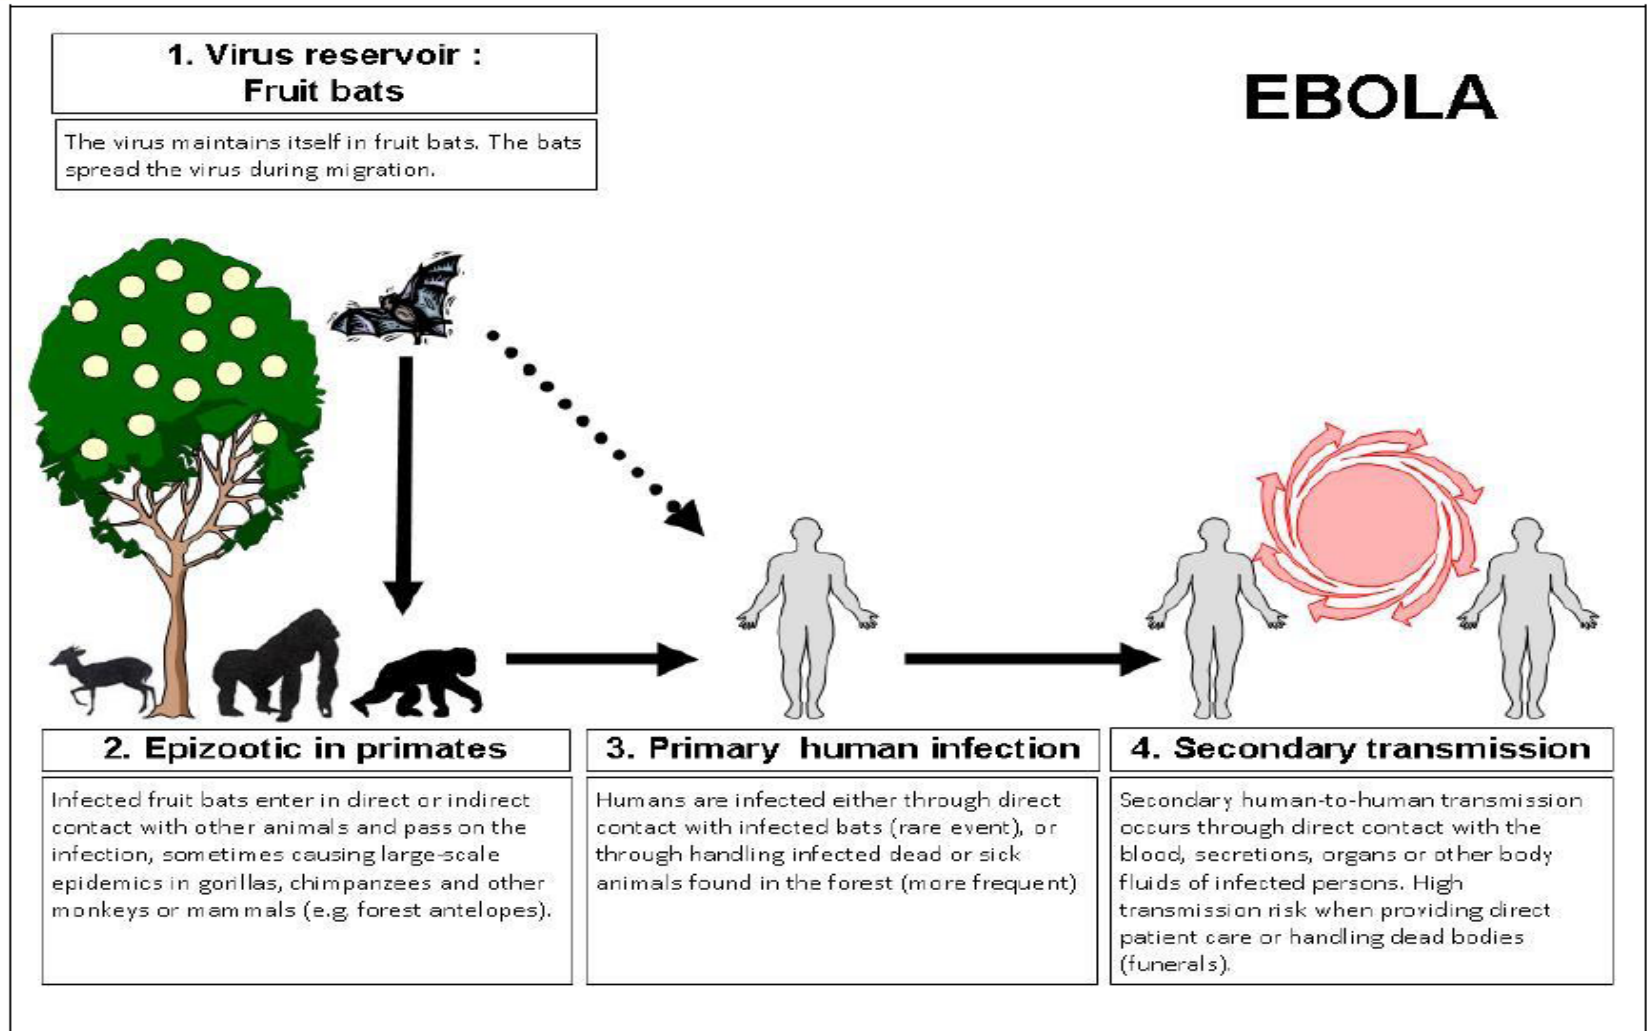 1. Virus reservoir :
Fruit bats
The virus maintains itself in fruit bats. The bats
spread the virus during migration.
EBOLA
2. Epizootic in primates
Infected fruit bats enter in direct or indirect
contact with other animals and pass on the
infection, sometimes causing large-scale
epidemics in gorillas, chimpanzees and other
monkeys or mammals (e.g. forest antelopes).
3. Primary human infection
Humans are infected either through direct
contact with infected bats (rare event), or
through handling infected dead or sick
animals found in the forest (more frequent)
4. Secondary transmission
Secondary human-to-human transmission
occurs through direct contact with the
blood, secretions, organs or other body
fluids of infected persons. High
transmission risk when providing direct
patient care or handling dead bodies
(funerals).